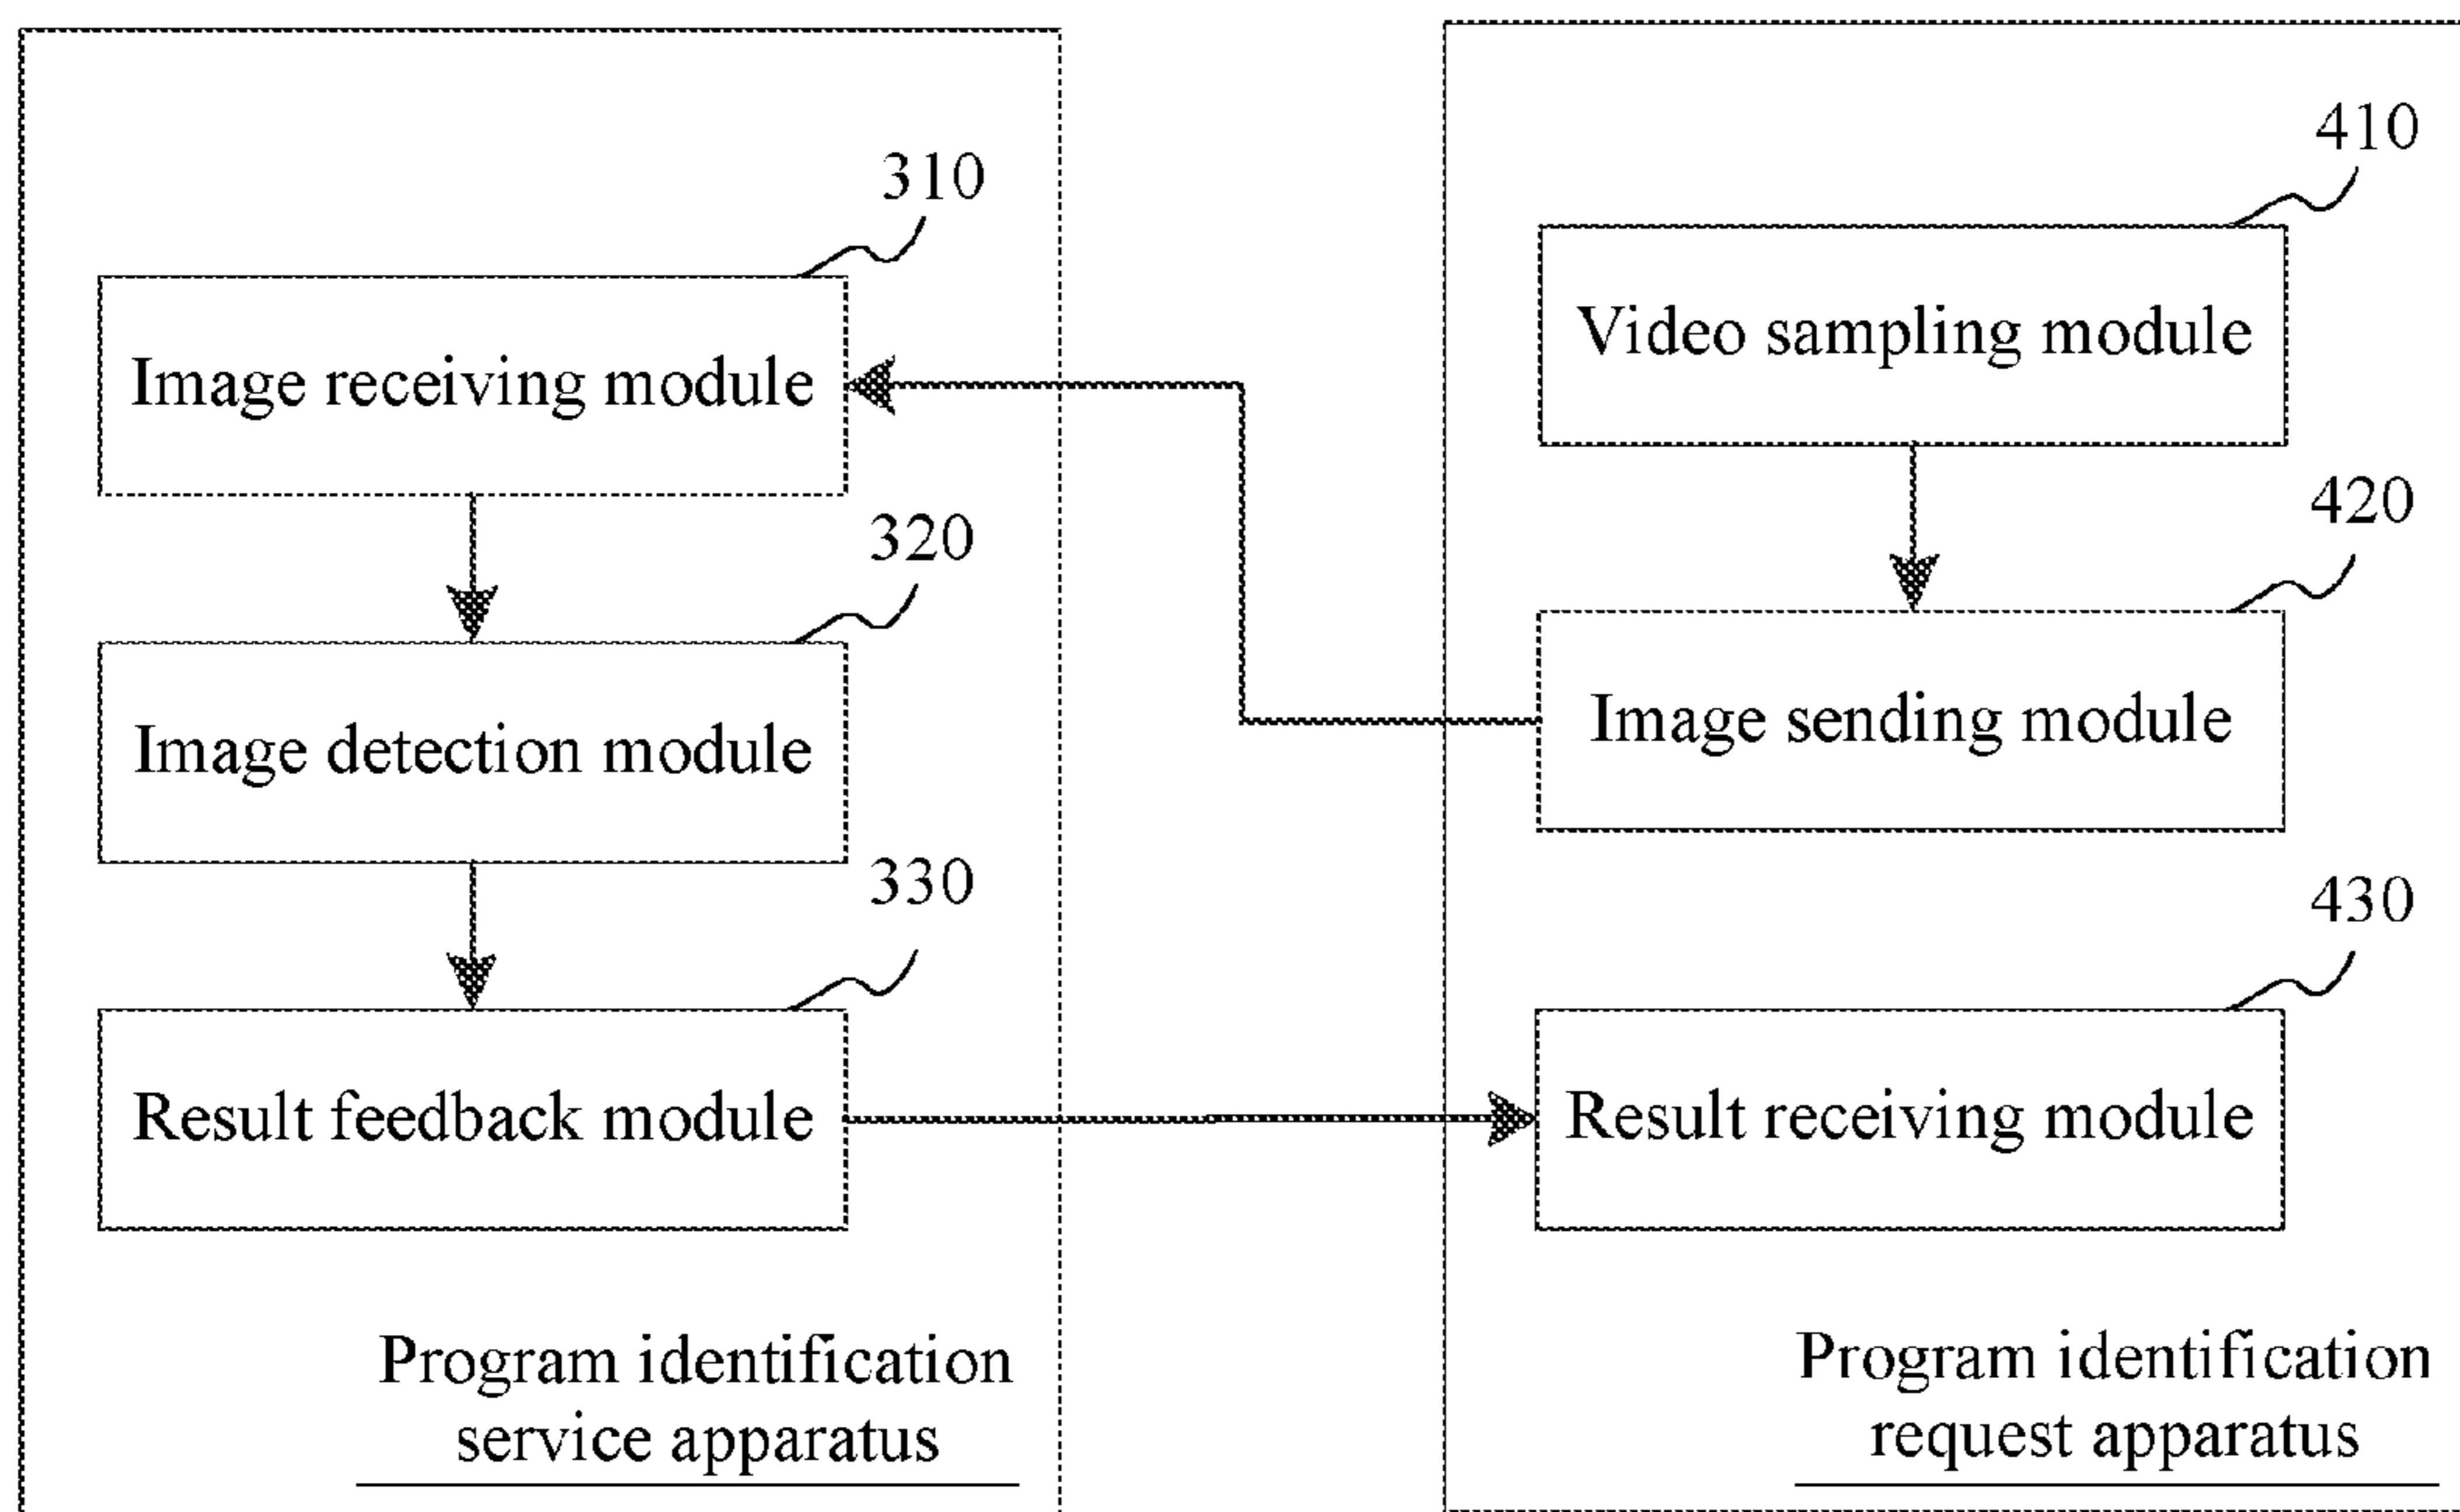 310
Image receiving module
320
Image detection module
330
Result feedback module
Program identification
service apparatus
410
Video sampling module
420
Image sending module
430
Result receiving module
Program identification
request apparatus